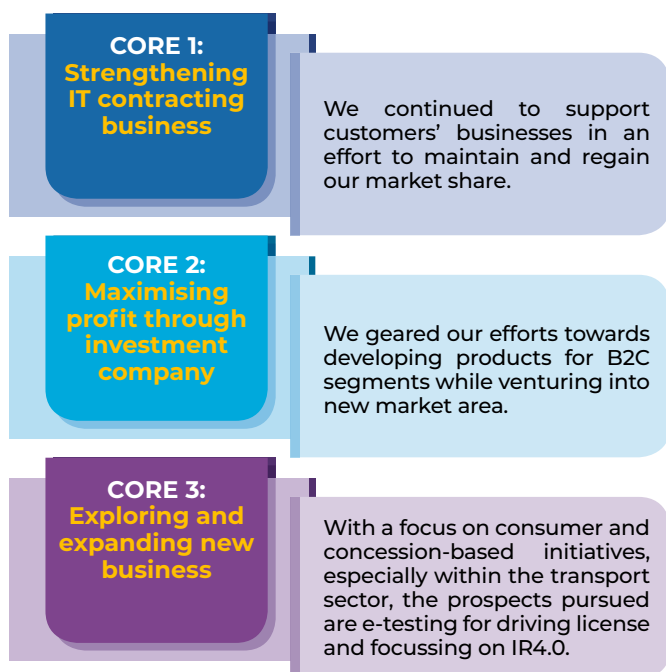 CORE 1:
Strengthening
IT contracting
business
We continued to support
customers’ businesses in an
effort to maintain and regain
our market share.
CORE 2:
Maximising
profit through
investment
company
We geared our efforts towards
developing products for B2C
segments while venturing into
new market area.
CORE 3:
Exploring and
expanding new
business
With a focus on consumer and
concession-based initiatives,
especially within the transport
sector, the prospects pursued
are e-testing for driving license
and focussing on IR4.0.